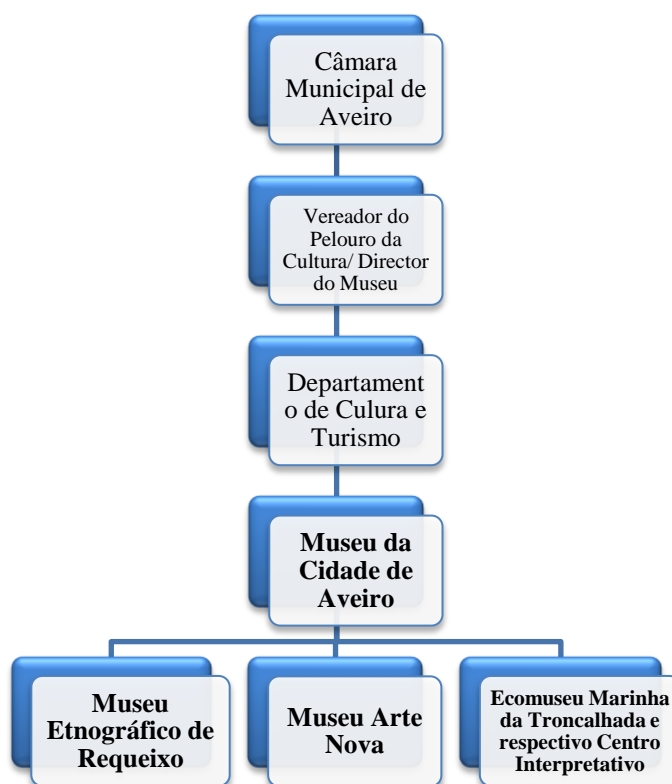 Câmara
Municipal de
Aveiro
Vereador do
Pelouro da
Cultura/ Director
do Museu
Departament
o de Culura e
Turismo
Museu da
Cidade de
Aveiro
Museu
Etnográfico de
Requeixo
Museu Arte
Nova
Ecomuseu Marinha
da Troncalhada e
respectivo Centro
Interpretativo